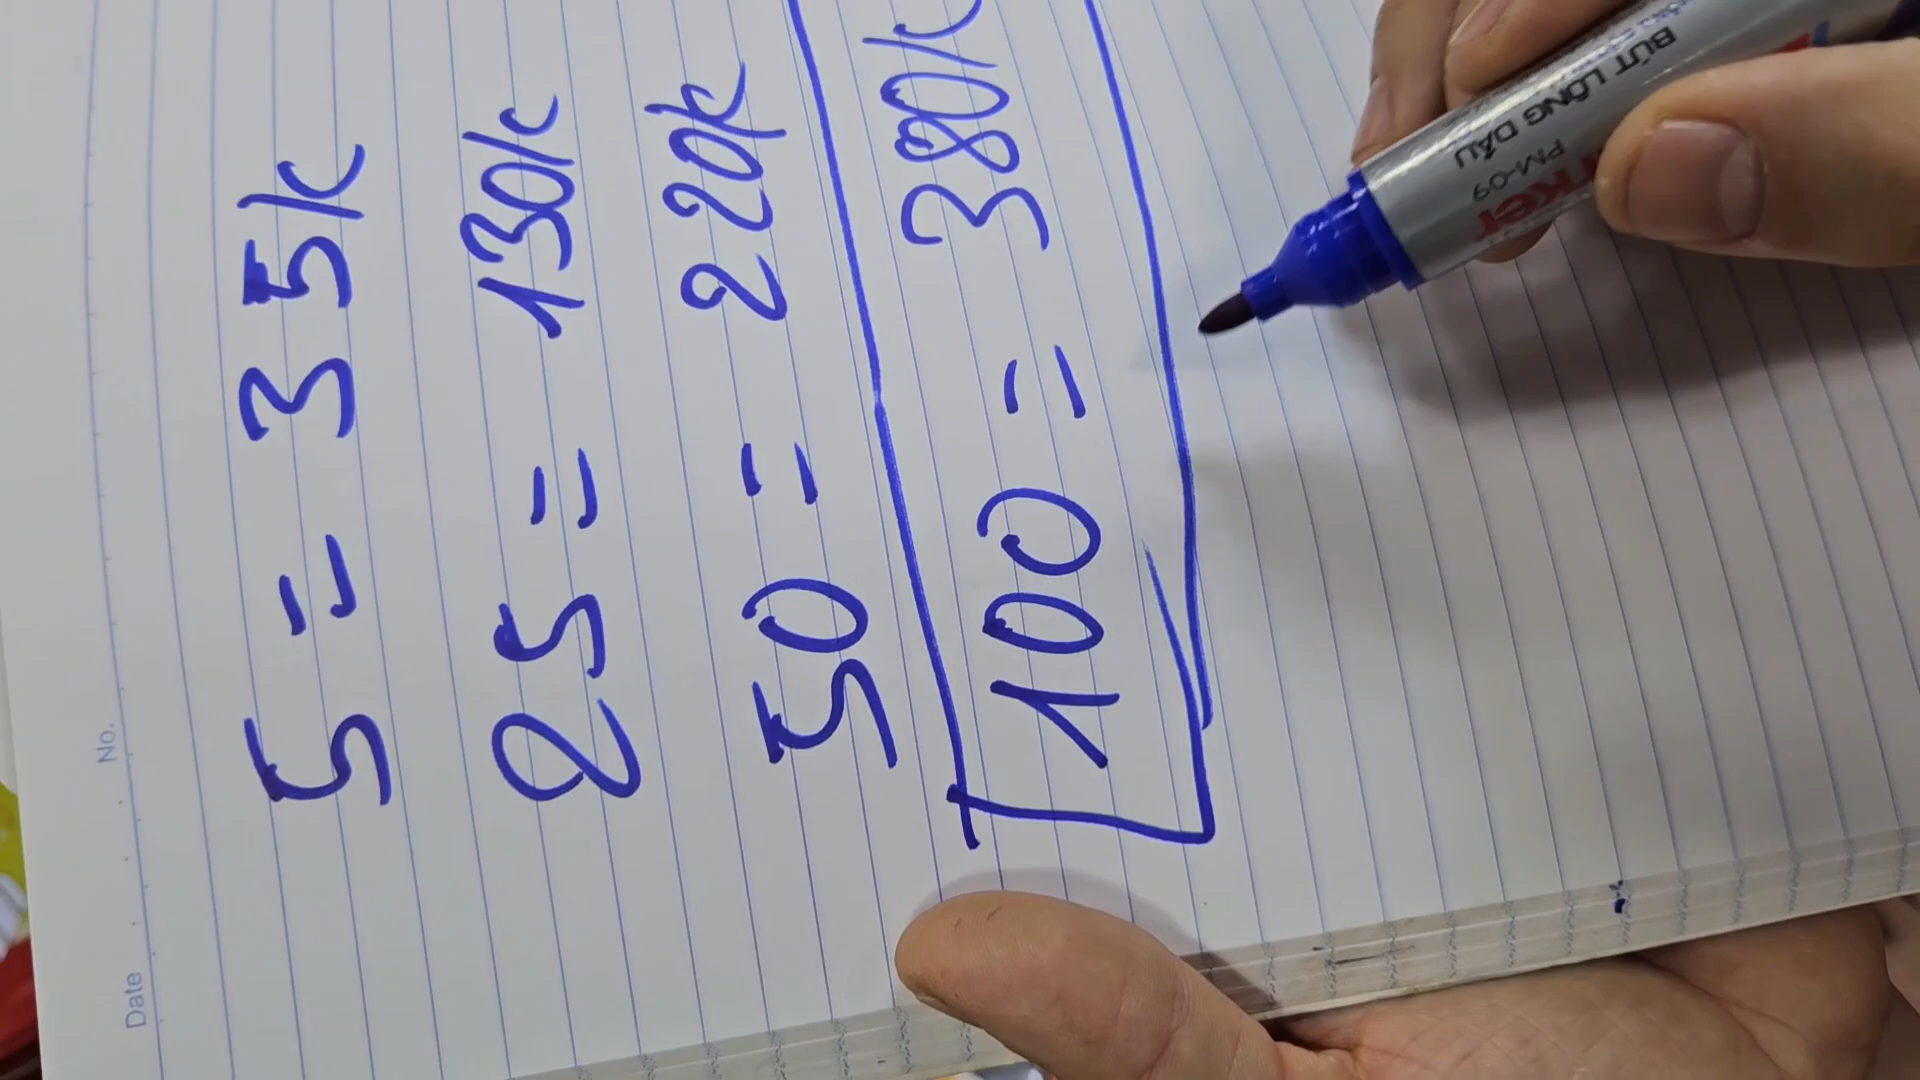 No.
Date
5 = 35k
25 = 130k
50 = 220k
100 = 380k
BÚT LÔNG DẦU
PM-09